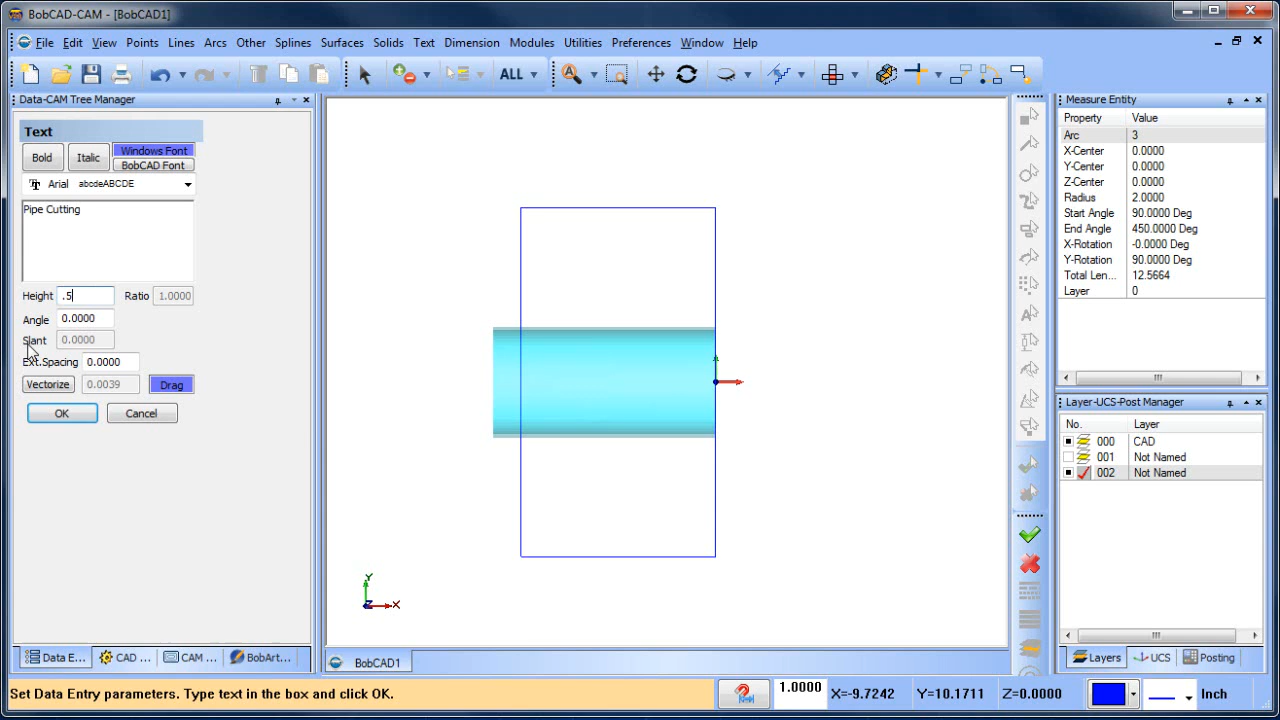 BobCAD-CAM - [BobCAD1]
File Edit View Points Lines Arcs Other Splines Surfaces Solids Text Dimension Modules Utilities Preferences Window Help
ALL
Data-CAM Tree Manager
Text
Bold Italic Windows Font
BobCAD Font
Arial abcdeABCDE
Pipe Cutting
Height .5 Ratio 1.0000
Angle 0.0000
Slant 0.0000
Ext.Spacing 0.0000
Vectorize 0.0039 Drag
OK Cancel
Y
Z X
Data E... CAD ... CAM ... BobArt...
BobCAD1
Measure Entity
Property Value
Arc 3
X-Center 0.0000
Y-Center 0.0000
Z-Center 0.0000
Radius 2.0000
Start Angle 90.0000 Deg
End Angle 450.0000 Deg
X-Rotation -0.0000 Deg
Y-Rotation 90.0000 Deg
Total Len... 12.5664
Layer 0
Layer-UCS-Post Manager
No. Layer
000 CAD
001 Not Named
002 Not Named
Layers UCS Posting
Set Data Entry parameters. Type text in the box and click OK.
1.0000 X=-9.7242 Y=10.1711 Z=0.0000 Inch